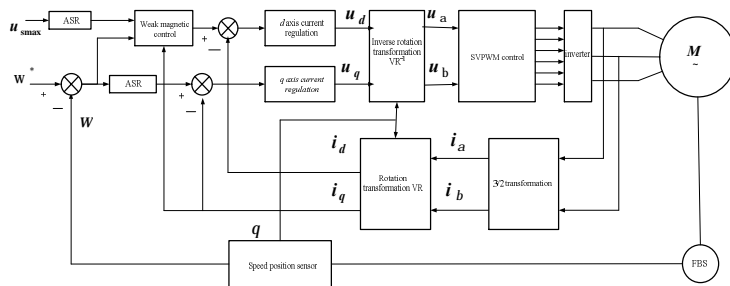 u smax
ASR
Weak magnetic
control
+
−
d axis current
regulation
u d
Inverse rotation
transformation
VR-1
u a
SVPWM control
inverter
M
~
W*
+
−
ASR
+
−
q axis current
regulation
u q
u b
W
i d
i q
Rotation
transformation VR
i a
i b
3/2 transformation
q
Speed position sensor
FBS